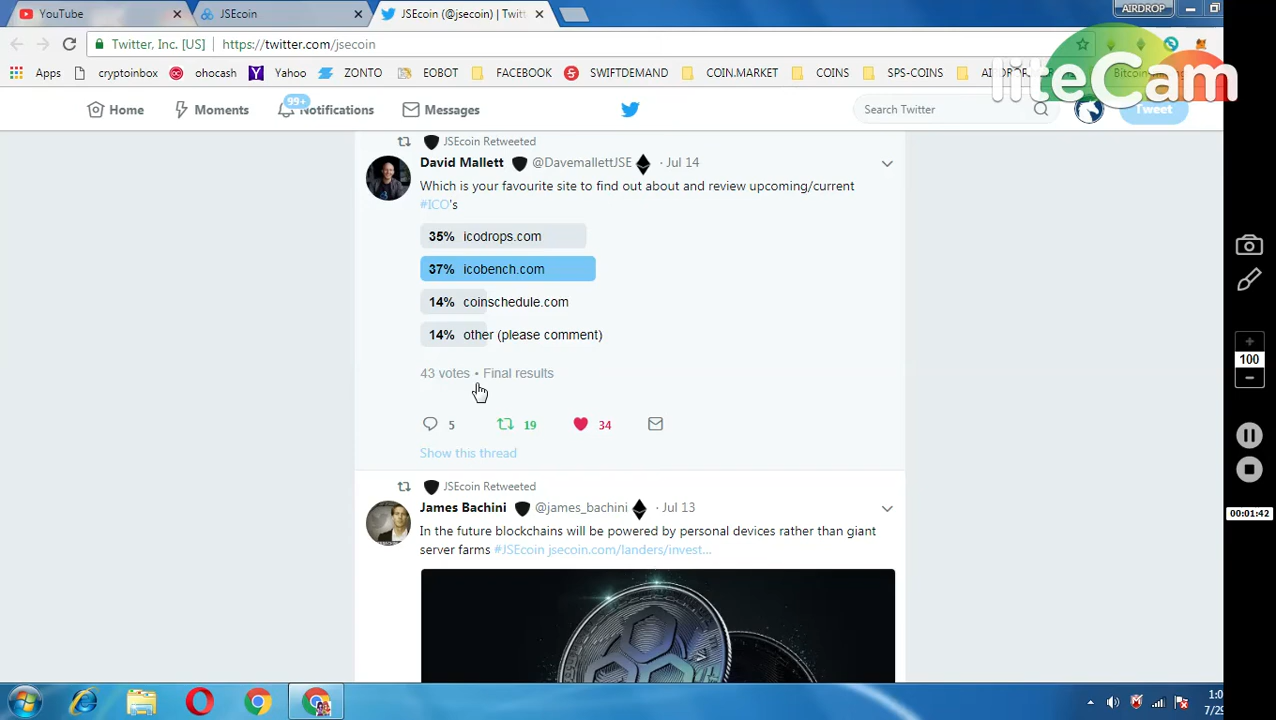 YouTube
JSEcoin
JSEcoin (@jsecoin) | Twitt
AIRDROP
Twitter, Inc. [US]
https://twitter.com/jsecoin
Apps
cryptoinbox
ohocash
Yahoo
ZONTO
EOBOT
FACEBOOK
SWIFTDEMAND
COIN.MARKET
COINS
SPS-COINS
liteCam
Home
Moments
99+
Notifications
Messages
Search Twitter
Tweet
JSEcoin Retweeted
David Mallett @DavemallettJSE · Jul 14
Which is your favourite site to find out about and review upcoming/current
#ICO's
35% icodrops.com
37% icobench.com
14% coinschedule.com
14% other (please comment)
43 votes • Final results
5 19 34
Show this thread
JSEcoin Retweeted
James Bachini @james_bachini · Jul 13
In the future blockchains will be powered by personal devices rather than giant
server farms #JSEcoin jsecoin.com/landers/invest...
100
00:01:42